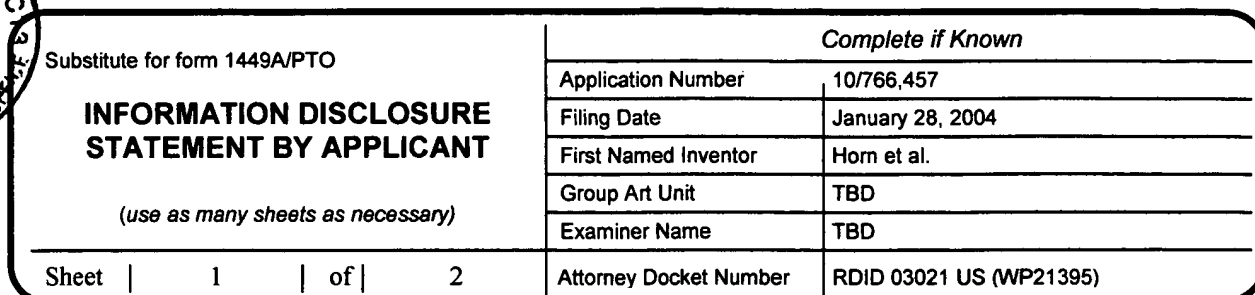 Substitute for form 1449A/PTO
INFORMATION DISCLOSURE
STATEMENT BY APPLICANT
(use as many sheets as necessary)
Sheet 1 of 2
Complete if Known
Application Number 10/766,457
Filing Date January 28, 2004
First Named Inventor Horn et al.
Group Art Unit TBD
Examiner Name TBD
Attorney Docket Number RDID 03021 US (WP21395)